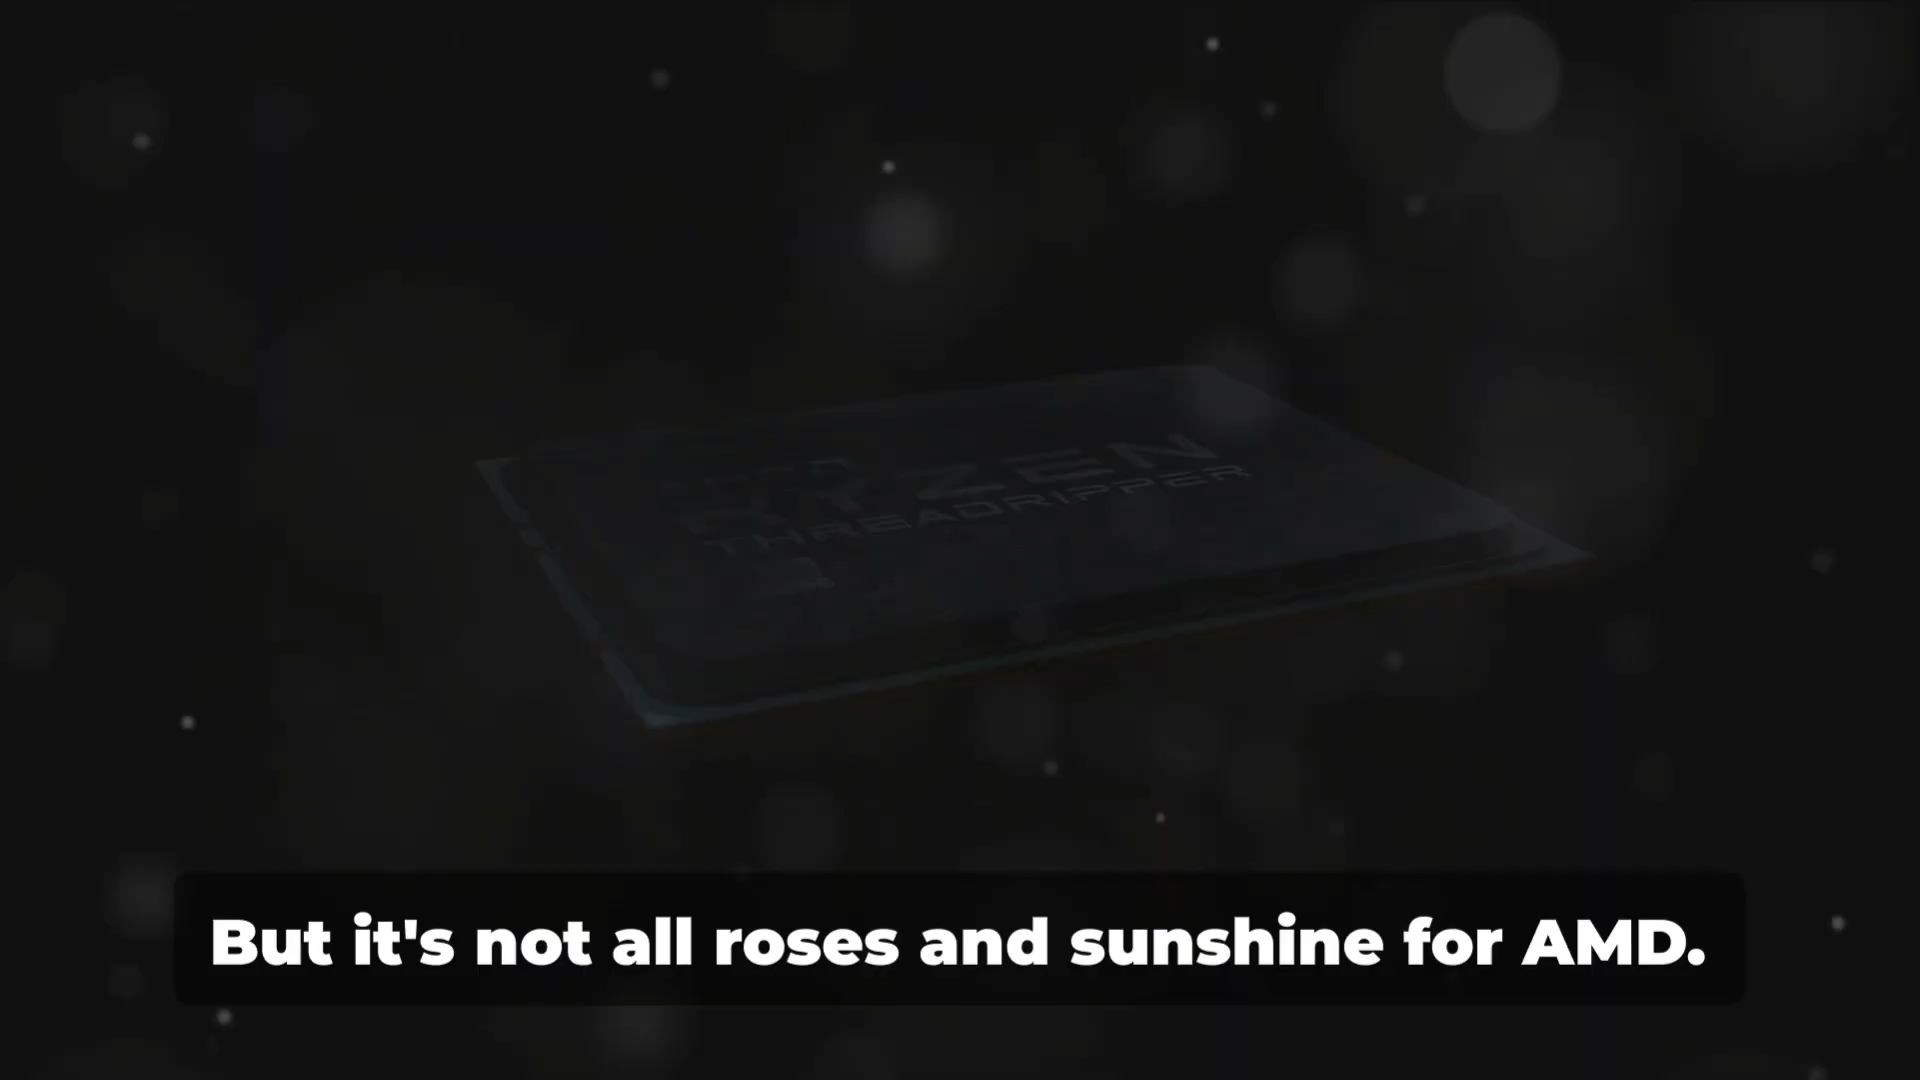 RYZEN
THREADRIPPER
But it's not all roses and sunshine for AMD.